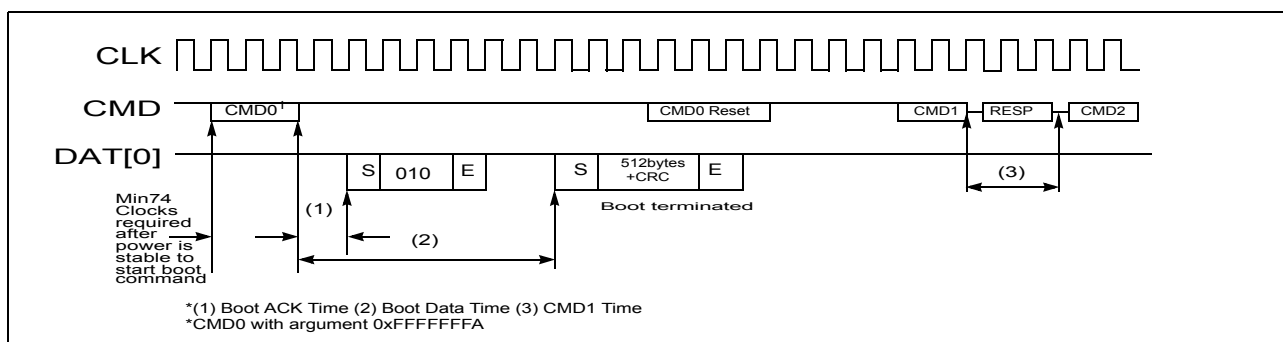 CLK
CMD
CMD0¹
CMD0 Reset
CMD1
RESP
CMD2
DAT[0]
S
010
E
S
512bytes
+CRC
E
Boot terminated
(1)
(2)
(3)
Min74
Clocks
required
after
power is
stable to
start boot
command
*(1) Boot ACK Time (2) Boot Data Time (3) CMD1 Time
*CMD0 with argument 0xFFFFFFFA